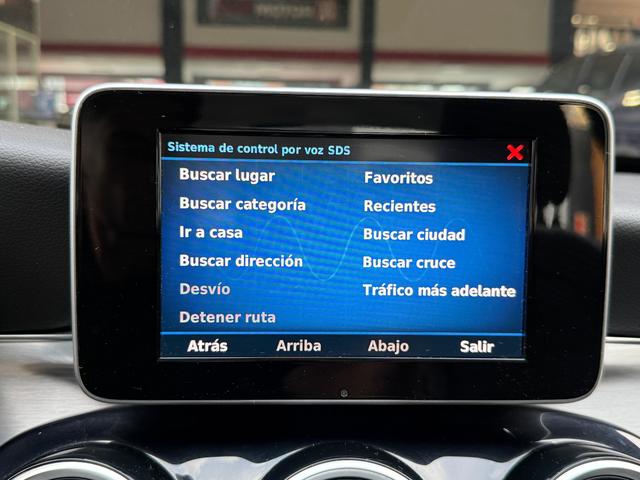 MOTOR
Sistema de control por voz SDS
Buscar lugar
Favoritos
Buscar categoría
Recientes
Ir a casa
Buscar ciudad
Buscar dirección
Buscar cruce
Desvío
Tráfico más adelante
Detener ruta
Atrás
Arriba
Abajo
Salir